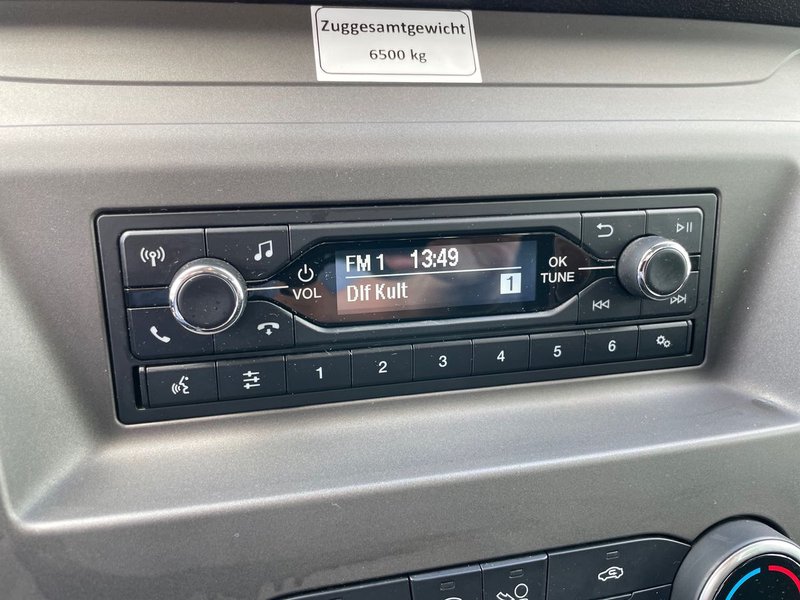 Zuggesamtgewicht
6500 kg
FM 1 13:49
Dlf Kult 1
VOL
OK
TUNE
1 2 3 4 5 6